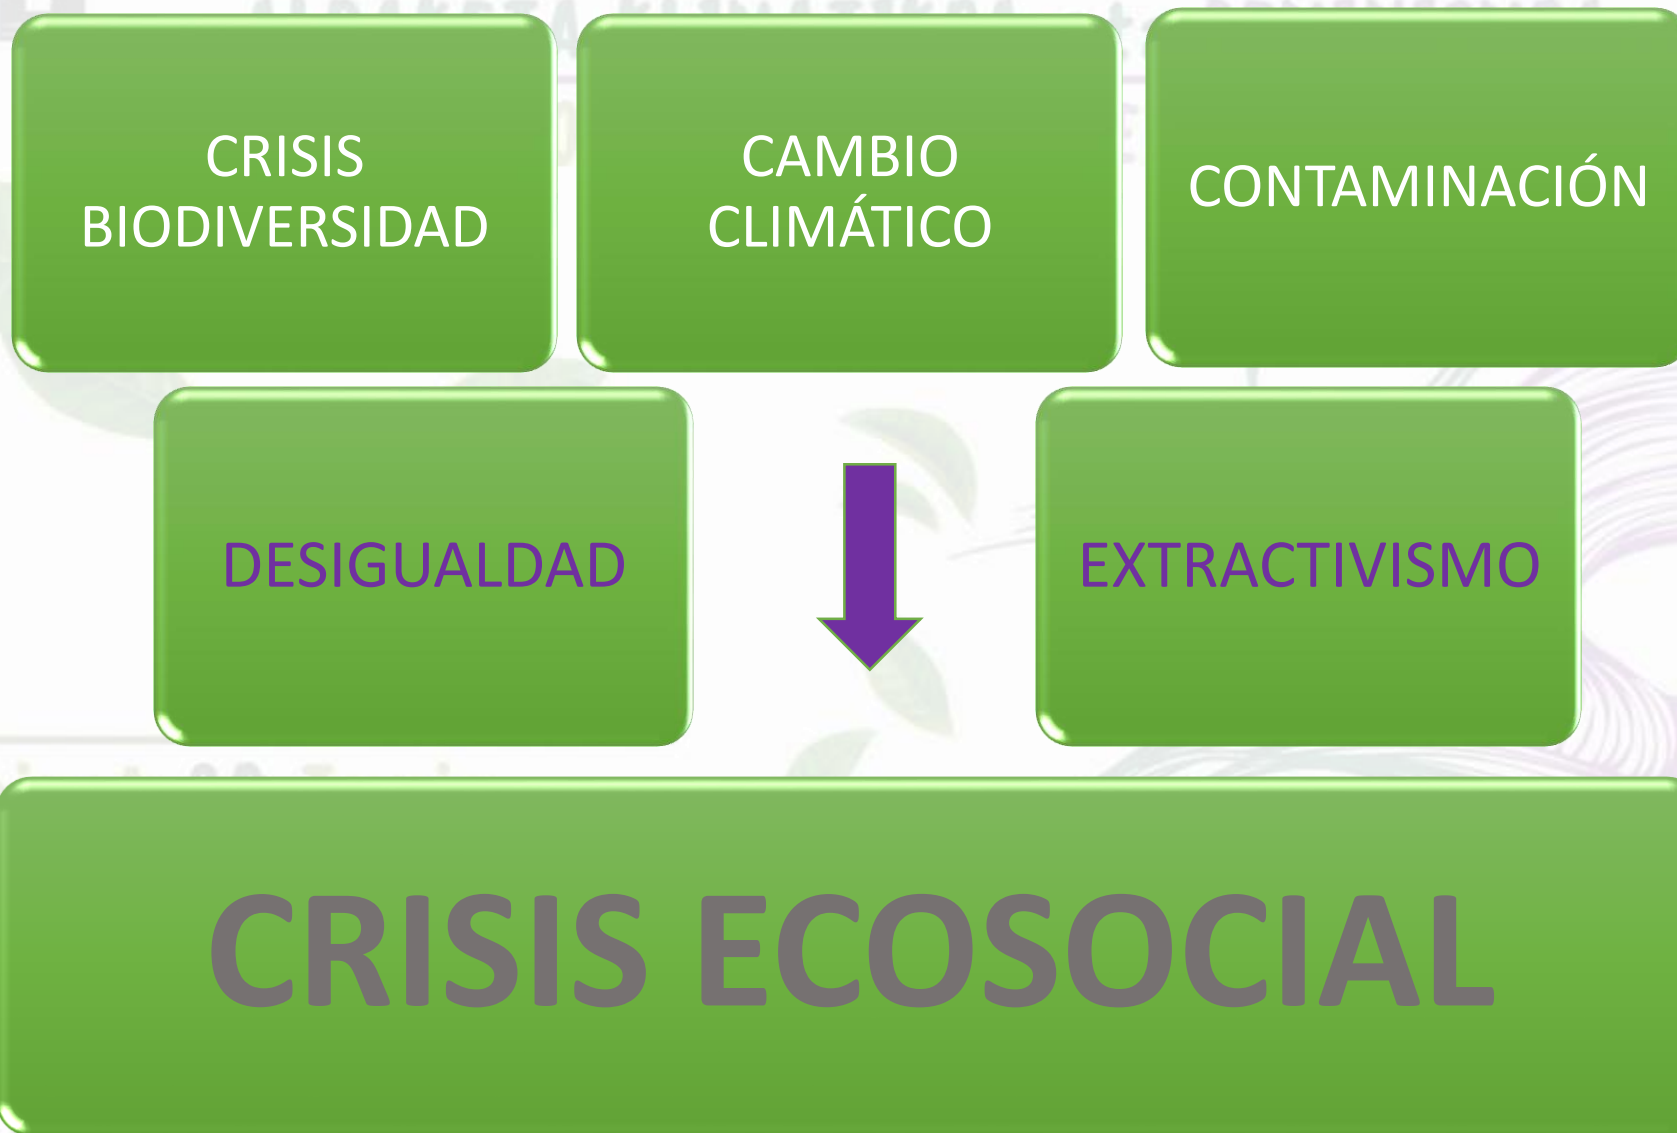 CRISIS
BIODIVERSIDAD
CAMBIO
CLIMÁTICO
CONTAMINACIÓN
DESIGUALDAD
EXTRACTIVISMO
CRISIS ECOSOCIAL